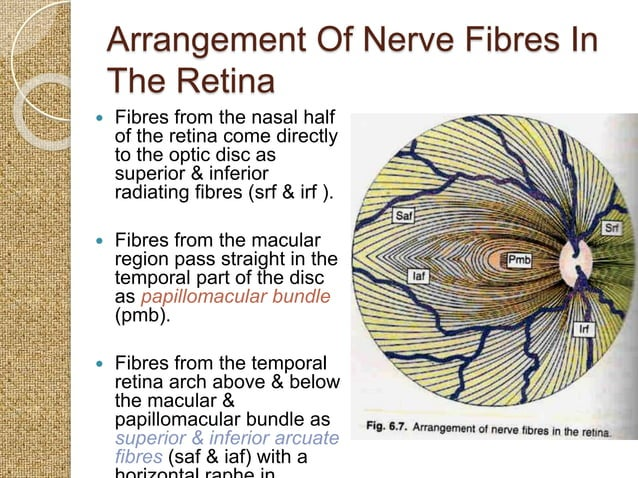 Arrangement Of Nerve Fibres In
The Retina
Fibres from the nasal half
of the retina come directly
to the optic disc as
superior & inferior
radiating fibres (srf & irf ).
Fibres from the macular
region pass straight in the
temporal part of the disc
as papillomacular bundle
(pmb).
Fibres from the temporal
retina arch above & below
the macular &
papillomacular bundle as
superior & inferior arcuate
fibres (saf & iaf) with a
horizontal raphe in
Saf
Srf
Pmb
Iaf
Irf
Fig. 6.7. Arrangement of nerve fibres in the retina.